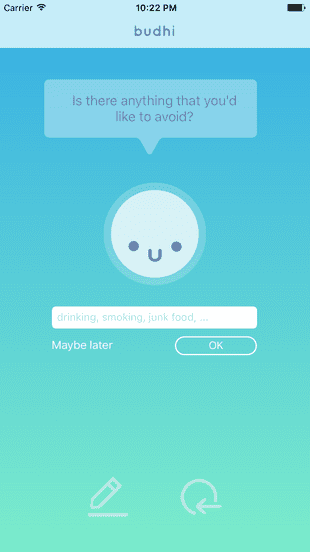 Carrier 10:22 PM
budhi
Is there anything that you'd
like to avoid?
drinking, smoking, junk food, ...
Maybe later OK